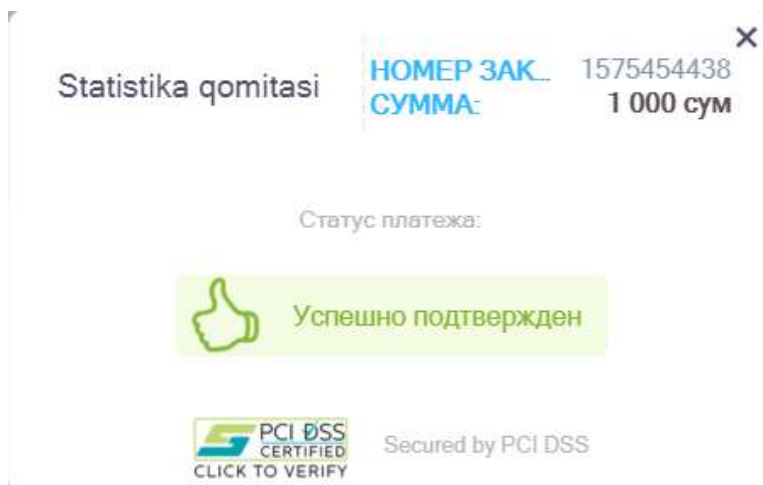 Statistika qomitasi
НОМЕР ЗАК... 1575454438
СУММА: 1 000 сум
Статус платежа:
Успешно подтвержден
PCI DSS
CERTIFIED
CLICK TO VERIFY
Secured by PCI DSS